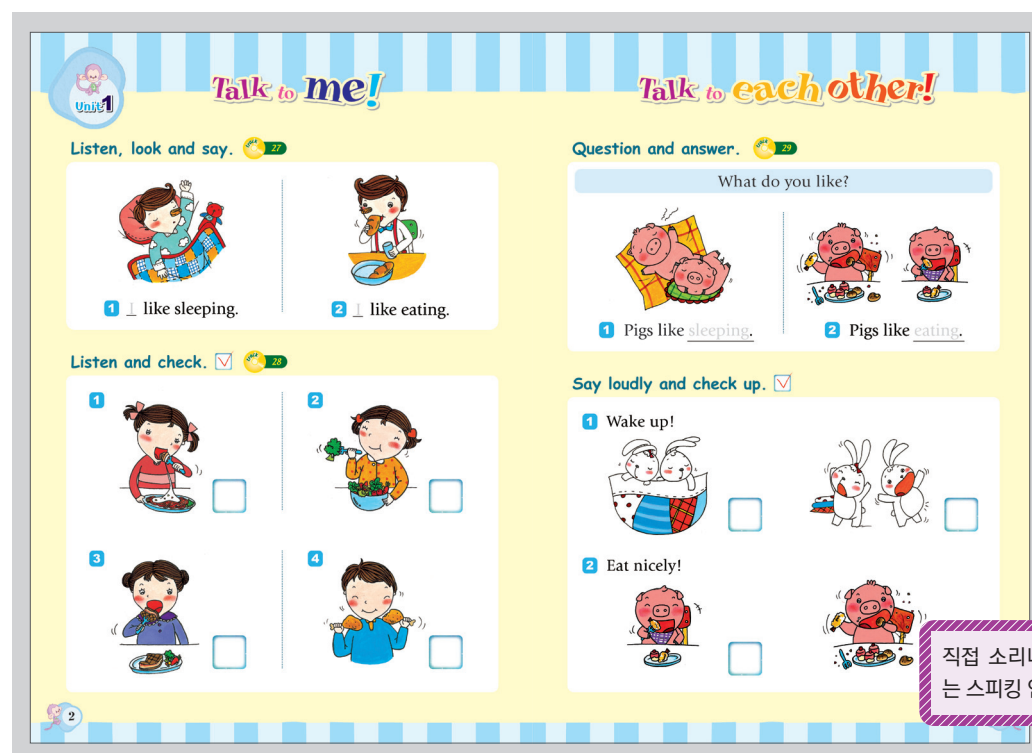 Unit 1
Talk to me!
Listen, look and say. 27
1 I like sleeping.
2 I like eating.
Listen and check. 28
1
2
3
4
2
Talk to each other!
Question and answer. 29
What do you like?
1 Pigs like sleeping.
2 Pigs like eating.
Say loudly and check up.
1 Wake up!
2 Eat nicely!
직접 소리내
는 스피킹